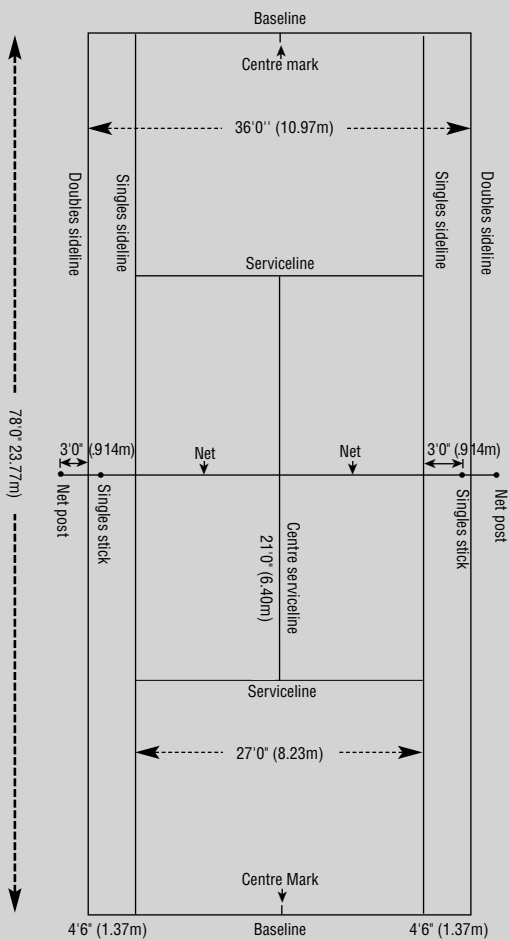 Baseline
Centre mark
36'0'' (10.97m)
Doubles sideline
Singles sideline
Singles sideline
Doubles sideline
Serviceline
78'0" 23.77m)
3'0" (.914m)
Net
Net
3'0" (.914m)
Net post
Singles stick
Singles stick
Net post
Centre serviceline
21'0" (6.40m)
Serviceline
27'0" (8.23m)
Centre Mark
4'6" (1.37m)
Baseline
4'6" (1.37m)